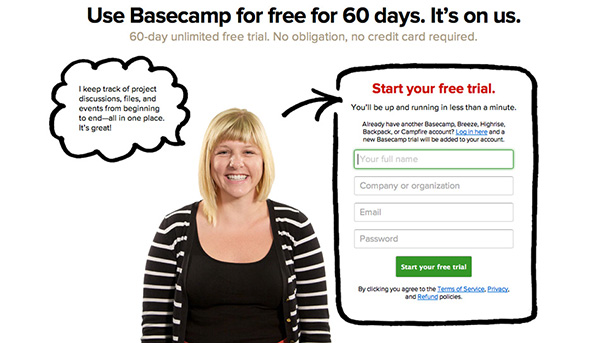 Use Basecamp for free for 60 days. It's on us.
60-day unlimited free trial. No obligation, no credit card required.
I keep track of project
discussions, files, and
events from beginning
to end—all in one place.
It's great!
Start your free trial.
You'll be up and running in less than a minute.
Already have another Basecamp, Breeze, Highrise,
Backpack, or Campfire account? Log in here and a
new Basecamp trial will be added to your account.
Your full name
Company or organization
Email
Password
Start your free trial
By clicking you agree to the Terms of Service, Privacy,
and Refund policies.